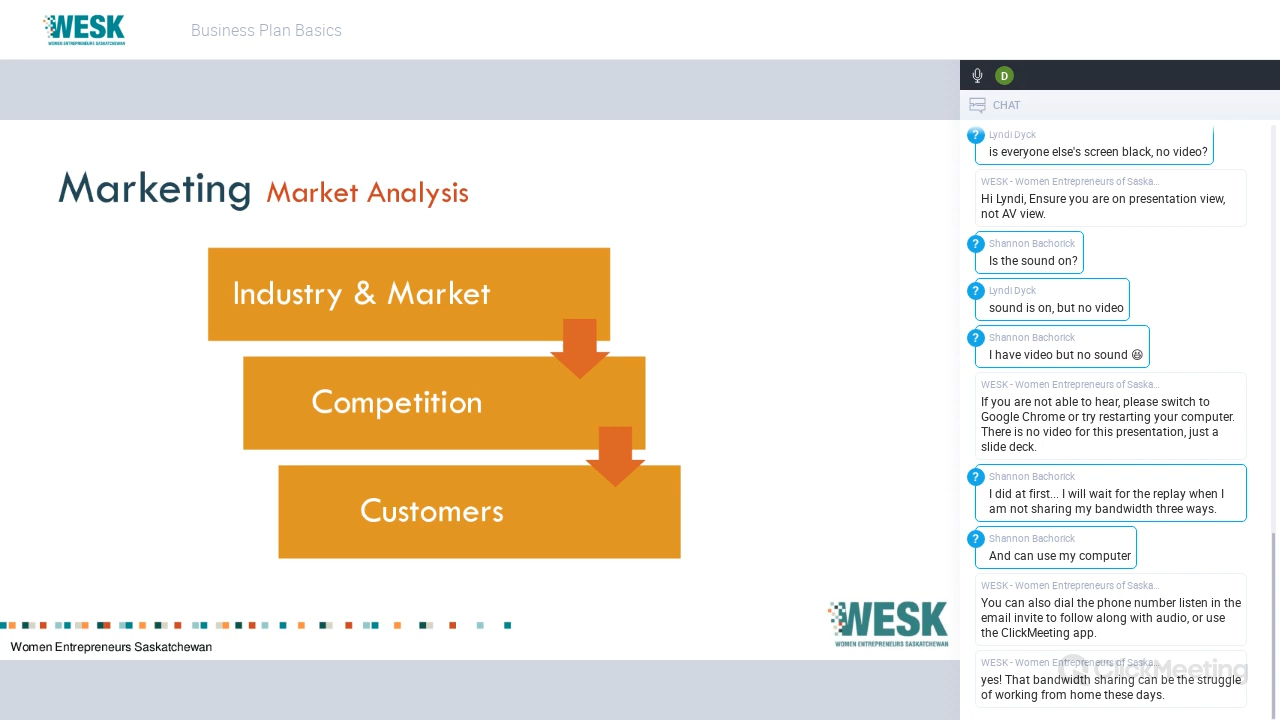 WESK
WOMEN ENTREPRENEURS SASKATCHEWAN
Business Plan Basics
D
CHAT
Marketing Market Analysis
Industry & Market
Competition
Customers
WESK
WOMEN ENTREPRENEURS SASKATCHEWAN
Women Entrepreneurs Saskatchewan
? Lyndi Dyck
is everyone else's screen black, no video?
WESK - Women Entrepreneurs of Saska...
Hi Lyndi, Ensure you are on presentation view,
not AV view.
? Shannon Bachorick
Is the sound on?
? Lyndi Dyck
sound is on, but no video
? Shannon Bachorick
I have video but no sound 😆
WESK - Women Entrepreneurs of Saska...
If you are not able to hear, please switch to
Google Chrome or try restarting your computer.
There is no video for this presentation, just a
slide deck.
? Shannon Bachorick
I did at first... I will wait for the replay when I
am not sharing my bandwidth three ways.
? Shannon Bachorick
And can use my computer
WESK - Women Entrepreneurs of Saska...
You can also dial the phone number listen in the
email invite to follow along with audio, or use
the ClickMeeting app.
WESK - Women Entrepreneurs of Saska...
yes! That bandwidth sharing can be the struggle
of working from home these days.
ClickMeeting